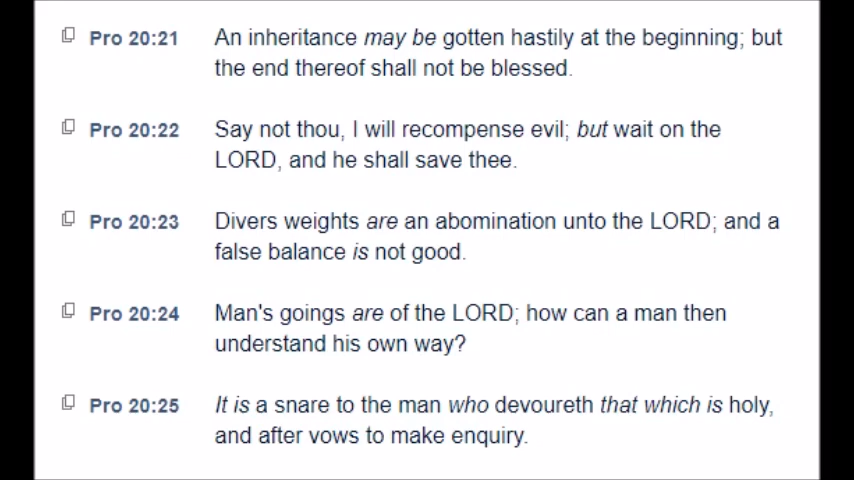 Pro 20:21 An inheritance may be gotten hastily at the beginning; but
the end thereof shall not be blessed.
Pro 20:22 Say not thou, I will recompense evil; but wait on the
LORD, and he shall save thee.
Pro 20:23 Divers weights are an abomination unto the LORD; and a
false balance is not good.
Pro 20:24 Man's goings are of the LORD; how can a man then
understand his own way?
Pro 20:25 It is a snare to the man who devoureth that which is holy,
and after vows to make enquiry.